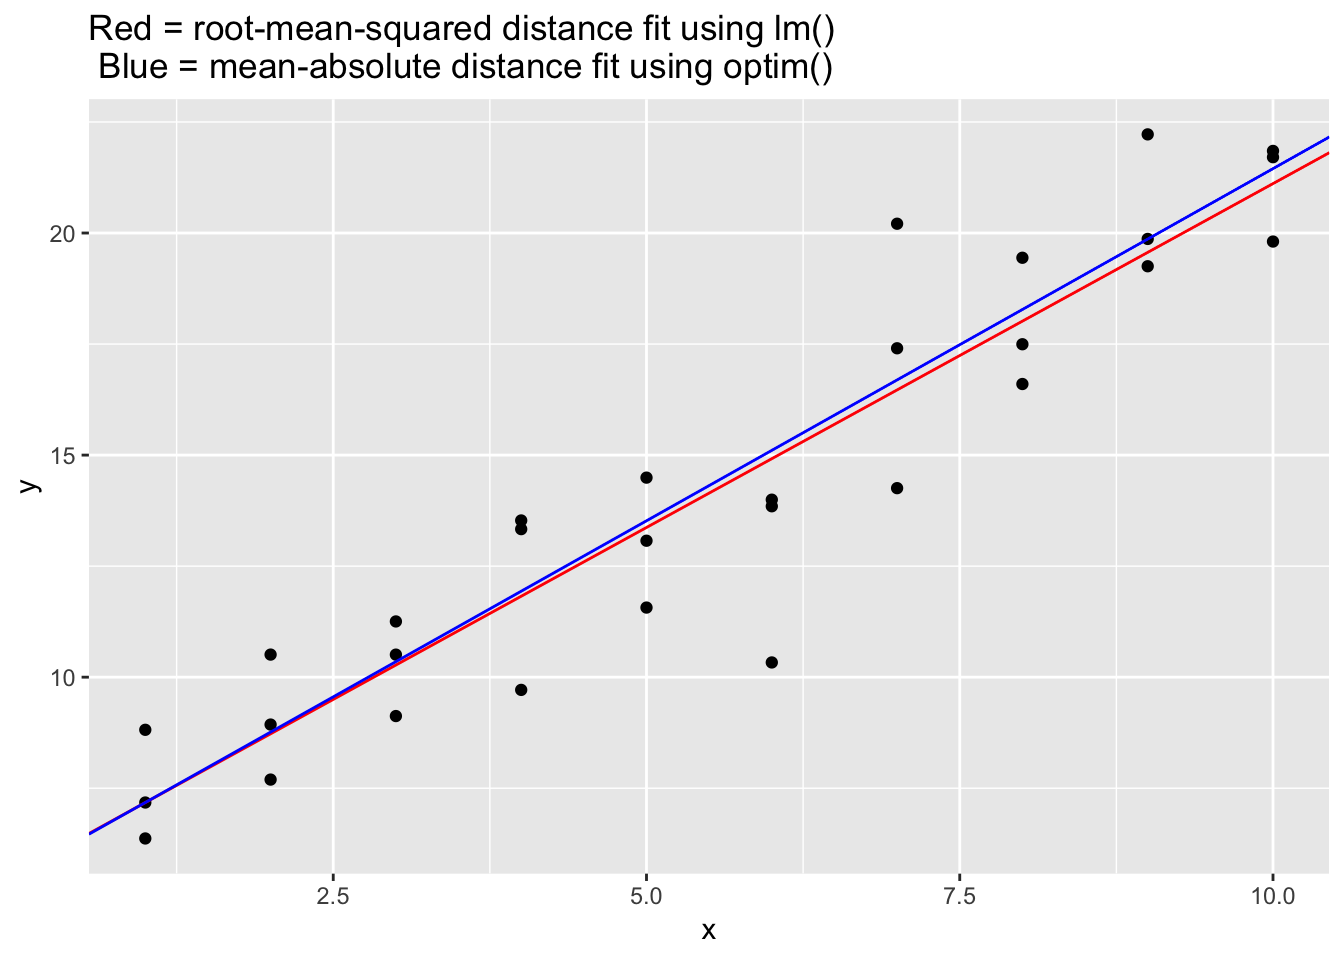 Red = root-mean-squared distance fit using lm()
Blue = mean-absolute distance fit using optim()
20
15
10
y
2.5 5.0 7.5 10.0
x